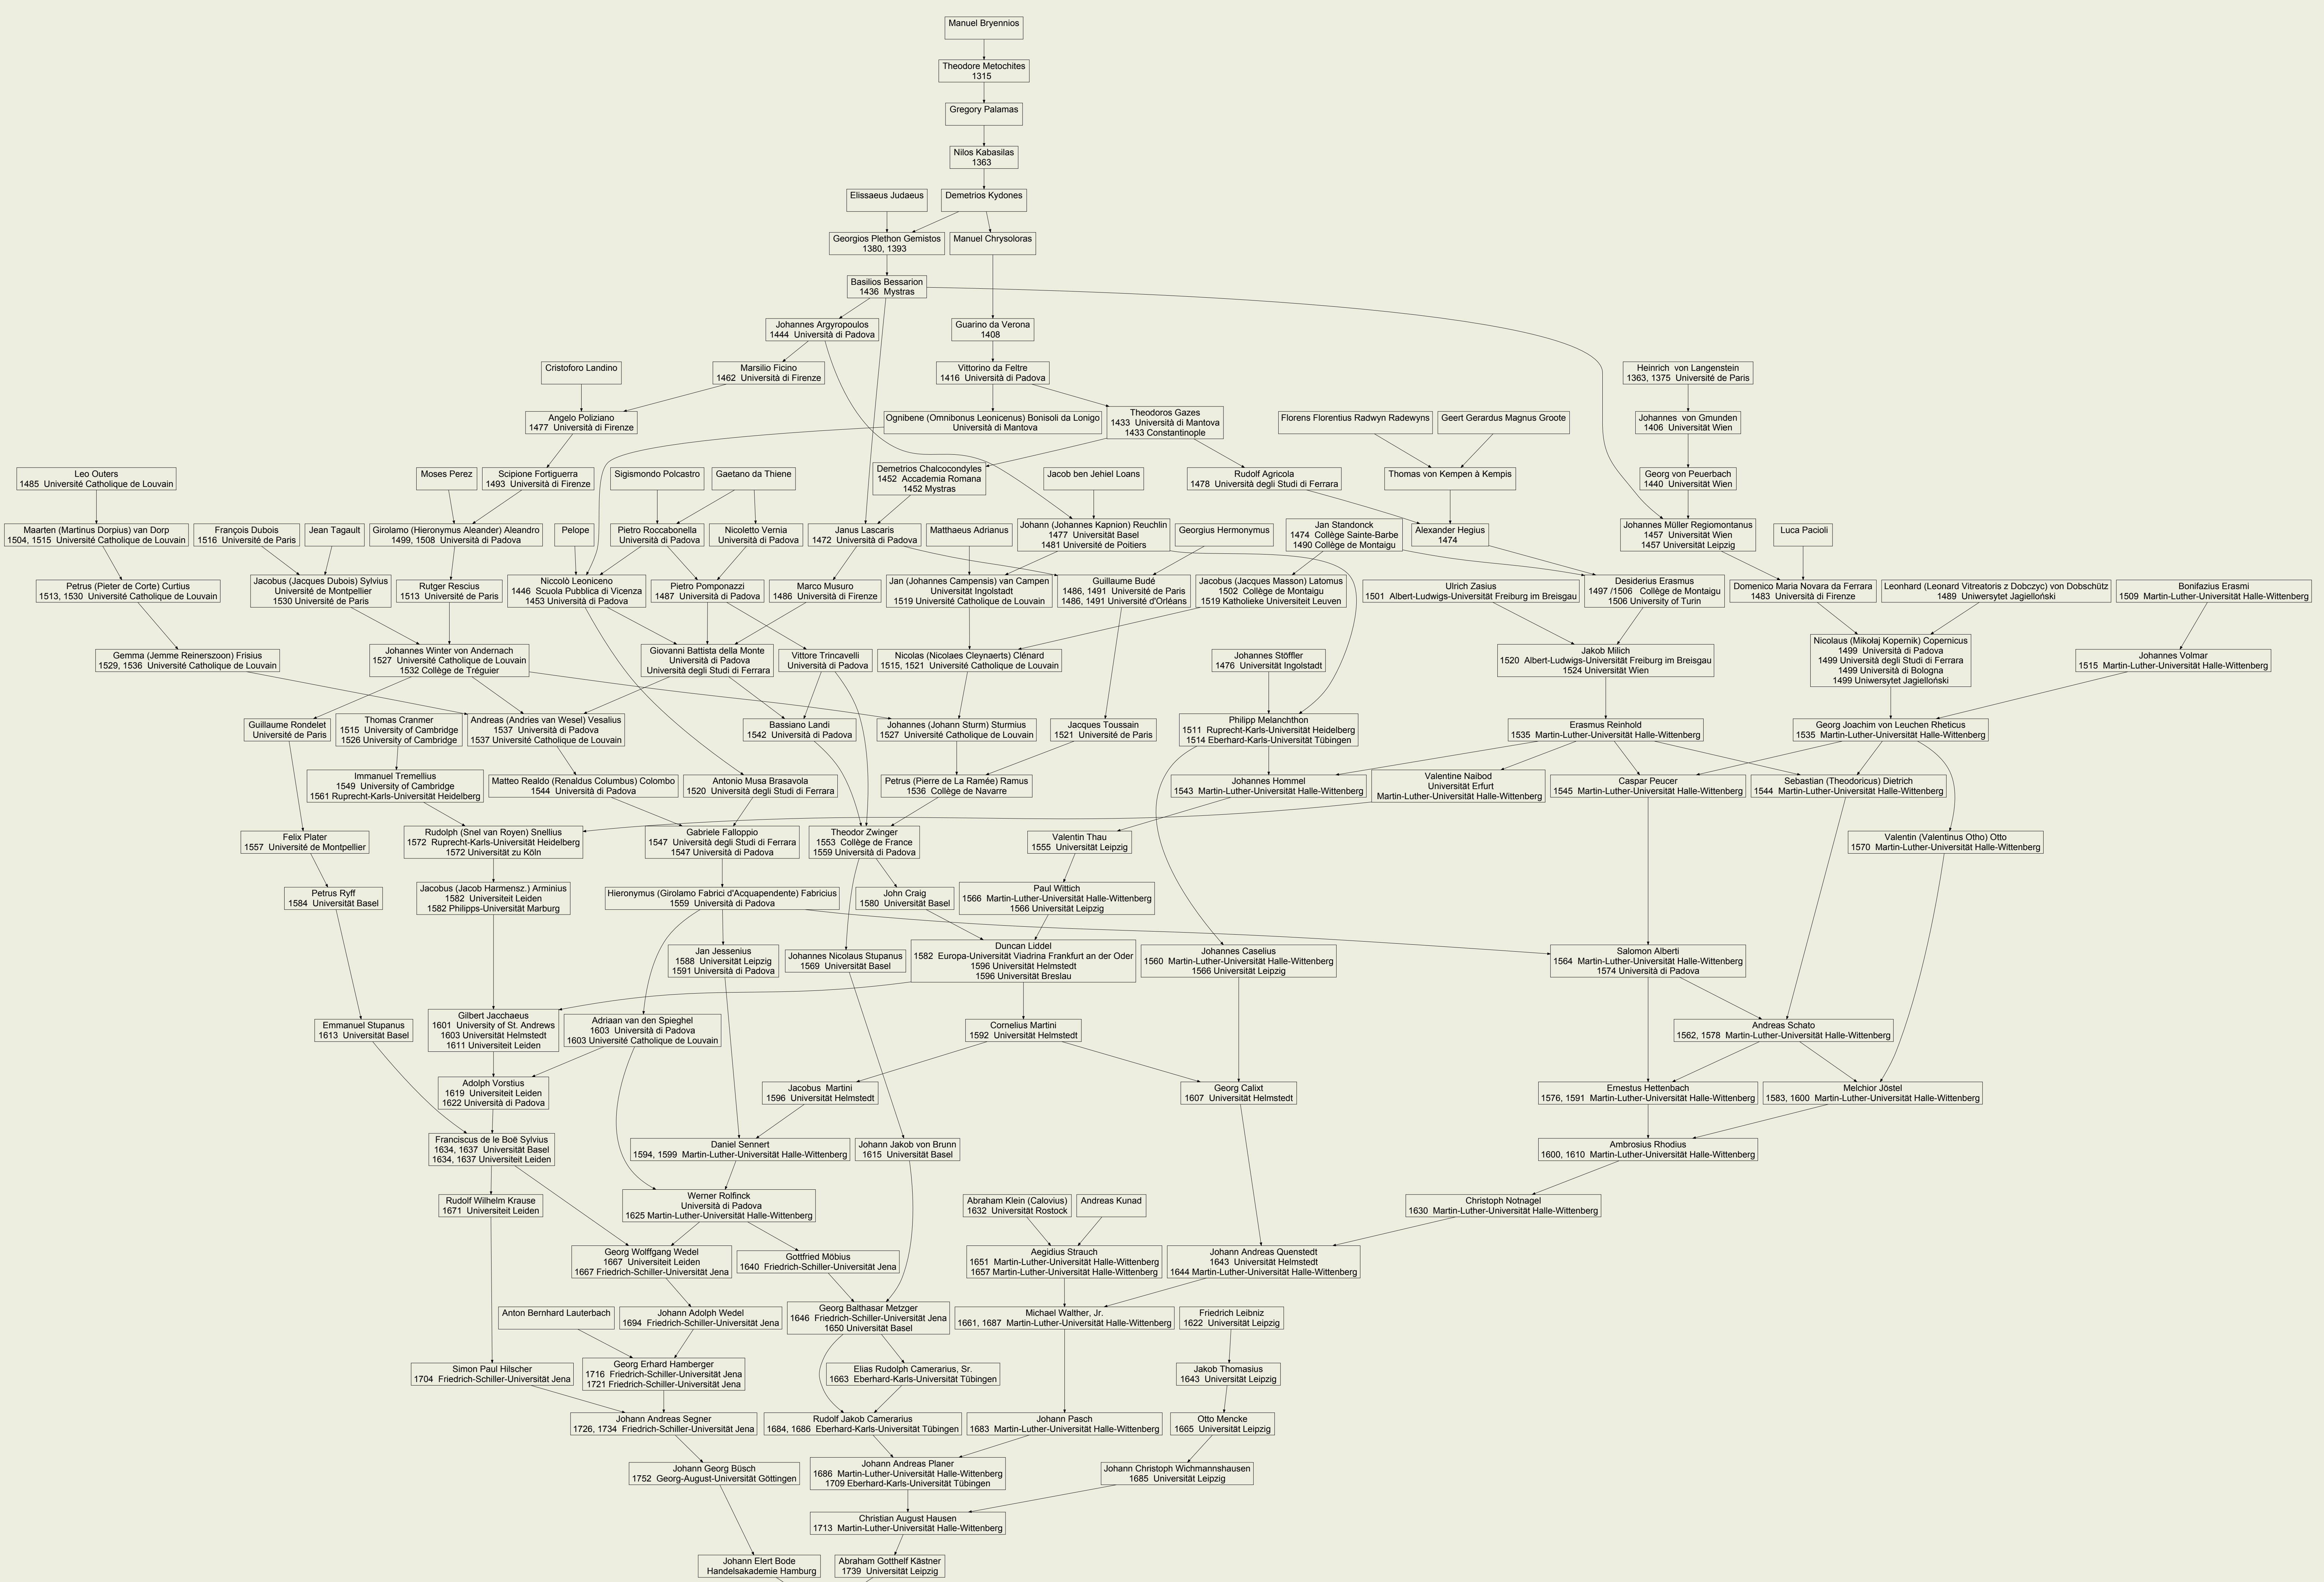 Manuel Bryennios
Theodore Metochites
1315
Gregory Palamas
Nilos Kabasilas
1363
Elissaeus Judaeus
Demetrios Kydones
Georgios Plethon Gemistos
1380, 1393
Manuel Chrysoloras
Basilios Bessarion
1436 Mystras
Johannes Argyropoulos
1444 Università di Padova
Guarino da Verona
1408
Cristoforo Landino
Marsilio Ficino
1462 Università di Firenze
Vittorino da Feltre
1416 Università di Padova
Heinrich von Langenstein
1363, 1375 Université de Paris
Angelo Poliziano
1477 Università di Firenze
Ognibene (Omnibonus Leonicenus) Bonisoli da Lonigo
Università di Mantova
Theodoros Gazes
1433 Università di Mantova
1433 Constantinople
Florens Florentius Radwyn Radewyns
Geert Gerardus Magnus Groote
Johannes von Gmunden
1406 Universität Wien
Leo Outers
1485 Université Catholique de Louvain
Moses Perez
Scipione Fortiguerra
1493 Università di Firenze
Sigismondo Polcastro
Gaetano da Thiene
Demetrios Chalcocondyles
1452 Accademia Romana
1452 Mystras
Jacob ben Jehiel Loans
Rudolf Agricola
1478 Università degli Studi di Ferrara
Thomas von Kempen à Kempis
Georg von Peuerbach
1440 Universität Wien
Maarten (Martinus Dorpius) van Dorp
1504, 1515 Université Catholique de Louvain
François Dubois
1516 Université de Paris
Jean Tagault
Girolamo (Hieronymus Aleander) Aleandro
1499, 1508 Università di Padova
Pelope
Pietro Roccabonella
Università di Padova
Nicoletto Vernia
Università di Padova
Janus Lascaris
1472 Università di Padova
Matthaeus Adrianus
Johann (Johannes Kapnion) Reuchlin
1477 Universität Basel
1481 Université de Poitiers
Georgius Hermonymus
Jan Standonck
1474 Collège Sainte-Barbe
1490 Collège de Montaigu
Alexander Hegius
1474
Johannes Müller Regiomontanus
1457 Universität Wien
1457 Universität Leipzig
Luca Pacioli
Petrus (Pieter de Corte) Curtius
1513, 1530 Université Catholique de Louvain
Jacobus (Jacques Dubois) Sylvius
Université de Montpellier
1530 Université de Paris
Rutger Rescius
1513 Université de Paris
Niccolò Leoniceno
1446 Scuola Pubblica di Vicenza
1453 Università di Padova
Pietro Pomponazzi
1487 Università di Padova
Marco Musuro
1486 Università di Firenze
Jan (Johannes Campensis) van Campen
Universität Ingolstadt
1519 Université Catholique de Louvain
Guillaume Budé
1486, 1491 Université de Paris
1486, 1491 Université d'Orléans
Jacobus (Jacques Masson) Latomus
1502 Collège de Montaigu
1519 Katholieke Universiteit Leuven
Ulrich Zasius
1501 Albert-Ludwigs-Universität Freiburg im Breisgau
Desiderius Erasmus
1497 /1506 Collège de Montaigu
1506 University of Turin
Domenico Maria Novara da Ferrara
1483 Università di Firenze
Leonhard (Leonard Vitreatoris z Dobczyc) von Dobschütz
1489 Uniwersytet Jagielloński
Bonifazius Erasmi
1509 Martin-Luther-Universität Halle-Wittenberg
Gemma (Jemme Reinerszoon) Frisius
1529, 1536 Université Catholique de Louvain
Johannes Winter von Andernach
1527 Université Catholique de Louvain
1532 Collège de Tréguier
Giovanni Battista della Monte
Università di Padova
Università degli Studi di Ferrara
Vittore Trincavelli
Università di Padova
Nicolas (Nicolaes Cleynaerts) Clénard
1515, 1521 Université Catholique de Louvain
Johannes Stöffler
1476 Universität Ingolstadt
Jakob Milich
1520 Albert-Ludwigs-Universität Freiburg im Breisgau
1524 Universität Wien
Nicolaus (Mikołaj Kopernik) Copernicus
1499 Università di Padova
1499 Università degli Studi di Ferrara
1499 Università di Bologna
1499 Uniwersytet Jagielloński
Johannes Volmar
1515 Martin-Luther-Universität Halle-Wittenberg
Guillaume Rondelet
Université de Paris
Thomas Cranmer
1515 University of Cambridge
1526 University of Cambridge
Andreas (Andries van Wesel) Vesalius
1537 Università di Padova
1537 Université Catholique de Louvain
Bassiano Landi
1542 Università di Padova
Johannes (Johann Sturm) Sturmius
1527 Université Catholique de Louvain
Jacques Toussain
1521 Université de Paris
Philipp Melanchthon
1511 Ruprecht-Karls-Universität Heidelberg
1514 Eberhard-Karls-Universität Tübingen
Erasmus Reinhold
1535 Martin-Luther-Universität Halle-Wittenberg
Georg Joachim von Leuchen Rheticus
1535 Martin-Luther-Universität Halle-Wittenberg
Immanuel Tremellius
1549 University of Cambridge
1561 Ruprecht-Karls-Universität Heidelberg
Matteo Realdo (Renaldus Columbus) Colombo
1544 Università di Padova
Antonio Musa Brasavola
1520 Università degli Studi di Ferrara
Petrus (Pierre de La Ramée) Ramus
1536 Collège de Navarre
Johannes Hommel
1543 Martin-Luther-Universität Halle-Wittenberg
Valentine Naibod
Universität Erfurt
Martin-Luther-Universität Halle-Wittenberg
Caspar Peucer
1545 Martin-Luther-Universität Halle-Wittenberg
Sebastian (Theodoricus) Dietrich
1544 Martin-Luther-Universität Halle-Wittenberg
Felix Plater
1557 Université de Montpellier
Rudolph (Snel van Royen) Snellius
1572 Ruprecht-Karls-Universität Heidelberg
1572 Universität zu Köln
Gabriele Falloppio
1547 Università degli Studi di Ferrara
1547 Università di Padova
Theodor Zwinger
1553 Collège de France
1559 Università di Padova
Valentin Thau
1555 Universität Leipzig
Valentin (Valentinus Otho) Otto
1570 Martin-Luther-Universität Halle-Wittenberg
Petrus Ryff
1584 Universität Basel
Jacobus (Jacob Harmensz.) Arminius
1582 Universiteit Leiden
1582 Philipps-Universität Marburg
Hieronymus (Girolamo Fabrici d'Acquapendente) Fabricius
1559 Università di Padova
John Craig
1580 Universität Basel
Paul Wittich
1566 Martin-Luther-Universität Halle-Wittenberg
1566 Universität Leipzig
Jan Jessenius
1588 Universität Leipzig
1591 Università di Padova
Johannes Nicolaus Stupanus
1569 Universität Basel
Duncan Liddel
1582 Europa-Universität Viadrina Frankfurt an der Oder
1596 Universität Helmstedt
1596 Universität Breslau
Johannes Caselius
1560 Martin-Luther-Universität Halle-Wittenberg
1566 Universität Leipzig
Salomon Alberti
1564 Martin-Luther-Universität Halle-Wittenberg
1574 Università di Padova
Emmanuel Stupanus
1613 Universität Basel
Gilbert Jacchaeus
1601 University of St. Andrews
1603 Universität Helmstedt
1611 Universiteit Leiden
Adriaan van den Spieghel
1603 Università di Padova
1603 Université Catholique de Louvain
Cornelius Martini
1592 Universität Helmstedt
Andreas Schato
1562, 1578 Martin-Luther-Universität Halle-Wittenberg
Adolph Vorstius
1619 Universiteit Leiden
1622 Università di Padova
Jacobus Martini
1596 Universität Helmstedt
Georg Calixt
1607 Universität Helmstedt
Ernestus Hettenbach
1576, 1591 Martin-Luther-Universität Halle-Wittenberg
Melchior Jöstel
1583, 1600 Martin-Luther-Universität Halle-Wittenberg
Franciscus de le Boë Sylvius
1634, 1637 Universität Basel
1634, 1637 Universiteit Leiden
Daniel Sennert
1594, 1599 Martin-Luther-Universität Halle-Wittenberg
Johann Jakob von Brunn
1615 Universität Basel
Ambrosius Rhodius
1600, 1610 Martin-Luther-Universität Halle-Wittenberg
Rudolf Wilhelm Krause
1671 Universiteit Leiden
Werner Rolfinck
Università di Padova
1625 Martin-Luther-Universität Halle-Wittenberg
Abraham Klein (Calovius)
1632 Universität Rostock
Andreas Kunad
Christoph Notnagel
1630 Martin-Luther-Universität Halle-Wittenberg
Georg Wolffgang Wedel
1667 Universiteit Leiden
1667 Friedrich-Schiller-Universität Jena
Gottfried Möbius
1640 Friedrich-Schiller-Universität Jena
Aegidius Strauch
1651 Martin-Luther-Universität Halle-Wittenberg
1657 Martin-Luther-Universität Halle-Wittenberg
Johann Andreas Quenstedt
1643 Universität Helmstedt
1644 Martin-Luther-Universität Halle-Wittenberg
Anton Bernhard Lauterbach
Johann Adolph Wedel
1694 Friedrich-Schiller-Universität Jena
Georg Balthasar Metzger
1646 Friedrich-Schiller-Universität Jena
1650 Universität Basel
Michael Walther, Jr.
1661, 1687 Martin-Luther-Universität Halle-Wittenberg
Friedrich Leibniz
1622 Universität Leipzig
Simon Paul Hilscher
1704 Friedrich-Schiller-Universität Jena
Georg Erhard Hamberger
1716 Friedrich-Schiller-Universität Jena
1721 Friedrich-Schiller-Universität Jena
Elias Rudolph Camerarius, Sr.
1663 Eberhard-Karls-Universität Tübingen
Jakob Thomasius
1643 Universität Leipzig
Johann Andreas Segner
1726, 1734 Friedrich-Schiller-Universität Jena
Rudolf Jakob Camerarius
1684, 1686 Eberhard-Karls-Universität Tübingen
Johann Pasch
1683 Martin-Luther-Universität Halle-Wittenberg
Otto Mencke
1665 Universität Leipzig
Johann Georg Büsch
1752 Georg-August-Universität Göttingen
Johann Andreas Planer
1686 Martin-Luther-Universität Halle-Wittenberg
1709 Eberhard-Karls-Universität Tübingen
Johann Christoph Wichmannshausen
1685 Universität Leipzig
Christian August Hausen
1713 Martin-Luther-Universität Halle-Wittenberg
Johann Elert Bode
Handelsakademie Hamburg
Abraham Gotthelf Kästner
1739 Universität Leipzig